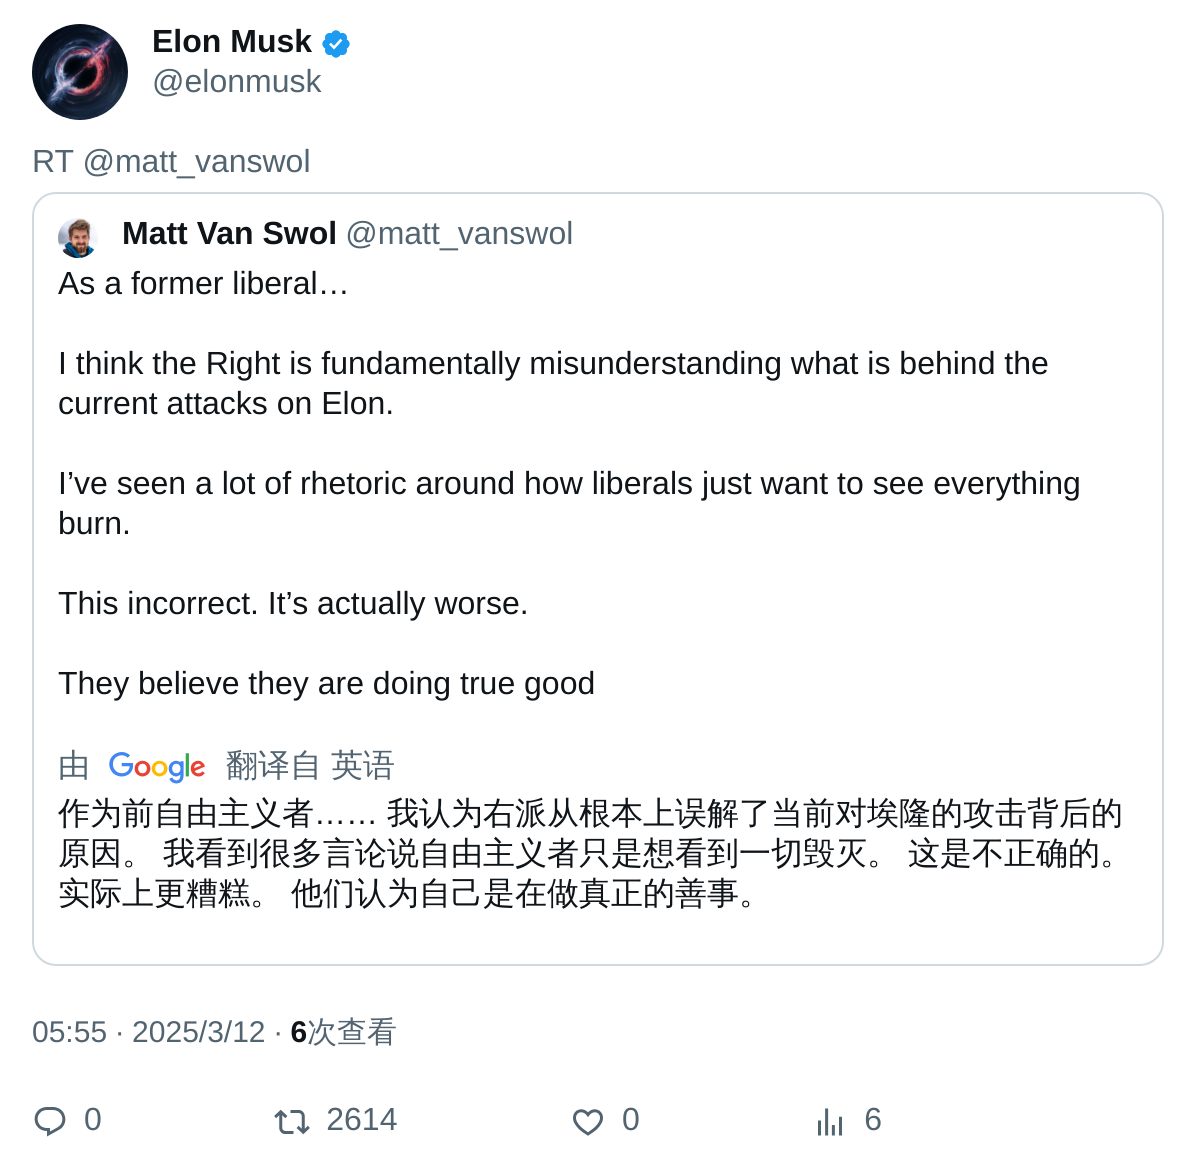 Elon Musk
@elonmusk
RT @matt_vanswol
Matt Van Swol @matt_vanswol
As a former liberal…
I think the Right is fundamentally misunderstanding what is behind the
current attacks on Elon.
I’ve seen a lot of rhetoric around how liberals just want to see everything
burn.
This incorrect. It’s actually worse.
They believe they are doing true good
由 Google 翻译自 英语
作为前自由主义者…… 我认为右派从根本上误解了当前对埃隆的攻击背后的
原因。 我看到很多言论说自由主义者只是想看到一切毁灭。 这是不正确的。
实际上更糟糕。 他们认为自己是在做真正的善事。
05:55 · 2025/3/12 · 6次查看
0 2614 0 6